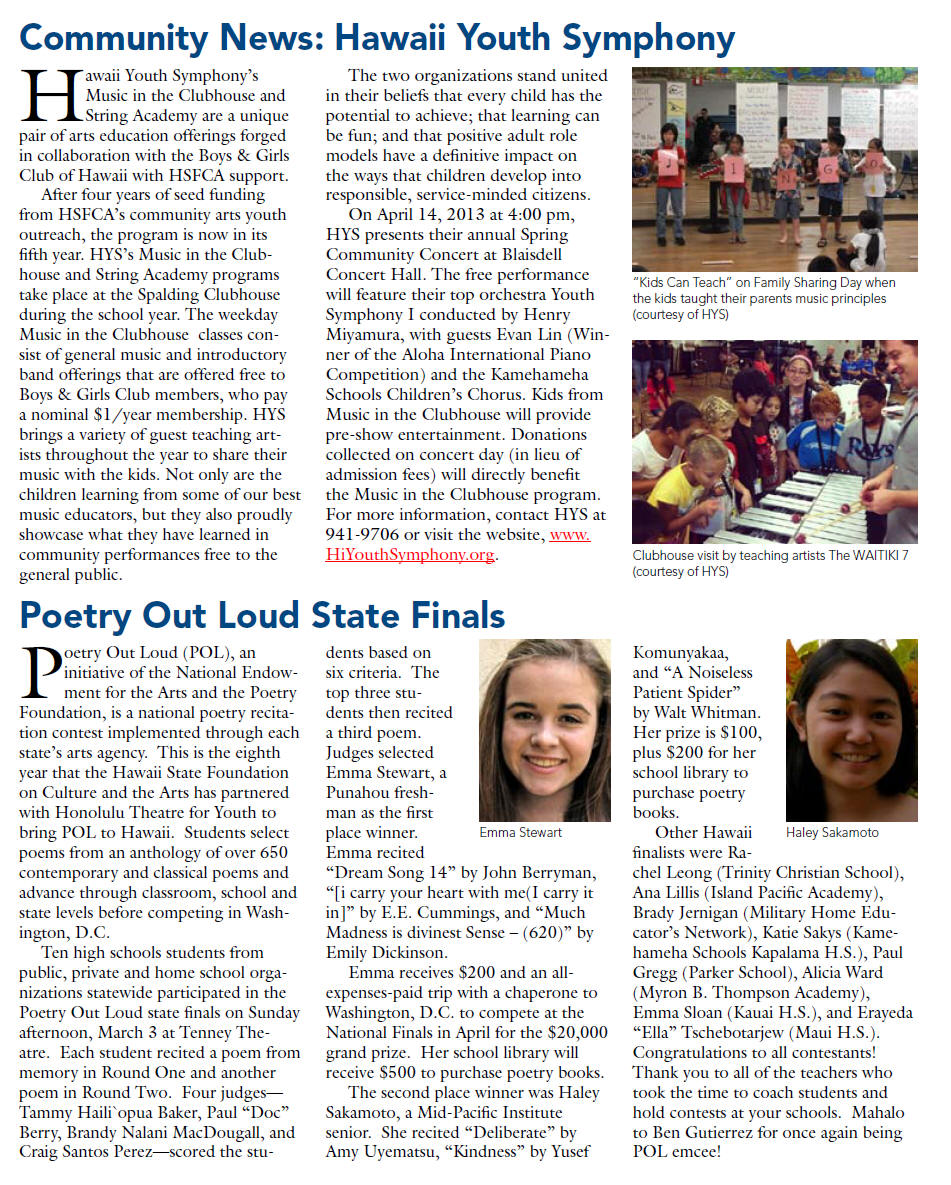 Community News: Hawaii Youth Symphony
Hawaii Youth Symphony’s
Music in the Clubhouse and
String Academy are a unique
pair of arts education offerings forged
in collaboration with the Boys & Girls
Club of Hawaii with HSFCA support.
After four years of seed funding
from HSFCA’s community arts youth
outreach, the program is now in its
fifth year. HYS’s Music in the Club-
house and String Academy programs
take place at the Spalding Clubhouse
during the school year. The weekday
Music in the Clubhouse  classes con-
sist of general music and introductory
band offerings that are offered free to
Boys & Girls Club members, who pay
a nominal $1/year membership. HYS
brings a variety of guest teaching art-
ists throughout the year to share their
music with the kids. Not only are the
children learning from some of our best
music educators, but they also proudly
showcase what they have learned in
community performances free to the
general public.
The two organizations stand united
in their beliefs that every child has the
potential to achieve; that learning can
be fun; and that positive adult role
models have a definitive impact on
the ways that children develop into
responsible, service-minded citizens.
On April 14, 2013 at 4:00 pm,
HYS presents their annual Spring
Community Concert at Blaisdell
Concert Hall. The free performance
will feature their top orchestra Youth
Symphony I conducted by Henry
Miyamura, with guests Evan Lin (Win-
ner of the Aloha International Piano
Competition) and the Kamehameha
Schools Children’s Chorus. Kids from
Music in the Clubhouse will provide
pre-show entertainment. Donations
collected on concert day (in lieu of
admission fees) will directly benefit
the Music in the Clubhouse program.
For more information, contact HYS at
941-9706 or visit the website, www.
HiYouthSymphony.org.
I N G O
“Kids Can Teach” on Family Sharing Day when
the kids taught their parents music principles
(courtesy of HYS)
Clubhouse visit by teaching artists The WAITIKI 7
(courtesy of HYS)
Poetry Out Loud State Finals
Poetry Out Loud (POL), an
initiative of the National Endow-
ment for the Arts and the Poetry
Foundation, is a national poetry recita-
tion contest implemented through each
state’s arts agency.  This is the eighth
year that the Hawaii State Foundation
on Culture and the Arts has partnered
with Honolulu Theatre for Youth to
bring POL to Hawaii.  Students select
poems from an anthology of over 650
contemporary and classical poems and
advance through classroom, school and
state levels before competing in Wash-
ington, D.C.
Ten high schools students from
public, private and home school orga-
nizations statewide participated in the
Poetry Out Loud state finals on Sunday
afternoon, March 3 at Tenney The-
atre.  Each student recited a poem from
memory in Round One and another
poem in Round Two.  Four judges—
Tammy Haili`opua Baker, Paul “Doc”
Berry, Brandy Nalani MacDougall, and
Craig Santos Perez—scored the stu-
dents based on
six criteria.  The
top three stu-
dents then recited
a third poem.
Judges selected
Emma Stewart, a
Punahou fresh-
man as the first
place winner.
Emma recited
“Dream Song 14” by John Berryman,
“[i carry your heart with me(I carry it
in]” by E.E. Cummings, and “Much
Madness is divinest Sense – (620)” by
Emily Dickinson.
Emma receives $200 and an all-
expenses-paid trip with a chaperone to
Washington, D.C. to compete at the
National Finals in April for the $20,000
grand prize.  Her school library will
receive $500 to purchase poetry books.
The second place winner was Haley
Sakamoto, a Mid-Pacific Institute
senior.  She recited “Deliberate” by
Amy Uyematsu, “Kindness” by Yusef
Emma Stewart
Komunyakaa,
and “A Noiseless
Patient Spider”
by Walt Whitman.
Her prize is $100,
plus $200 for her
school library to
purchase poetry
books.
Other Hawaii
finalists were Ra-
chel Leong (Trinity Christian School),
Ana Lillis (Island Pacific Academy),
Brady Jernigan (Military Home Edu-
cator’s Network), Katie Sakys (Kame-
hameha Schools Kapalama H.S.), Paul
Gregg (Parker School), Alicia Ward
(Myron B. Thompson Academy),
Emma Sloan (Kauai H.S.), and Erayeda
“Ella” Tschebotarjew (Maui H.S.).
Congratulations to all contestants!
Thank you to all of the teachers who
took the time to coach students and
hold contests at your schools.  Mahalo
to Ben Gutierrez for once again being
POL emcee!
Haley Sakamoto